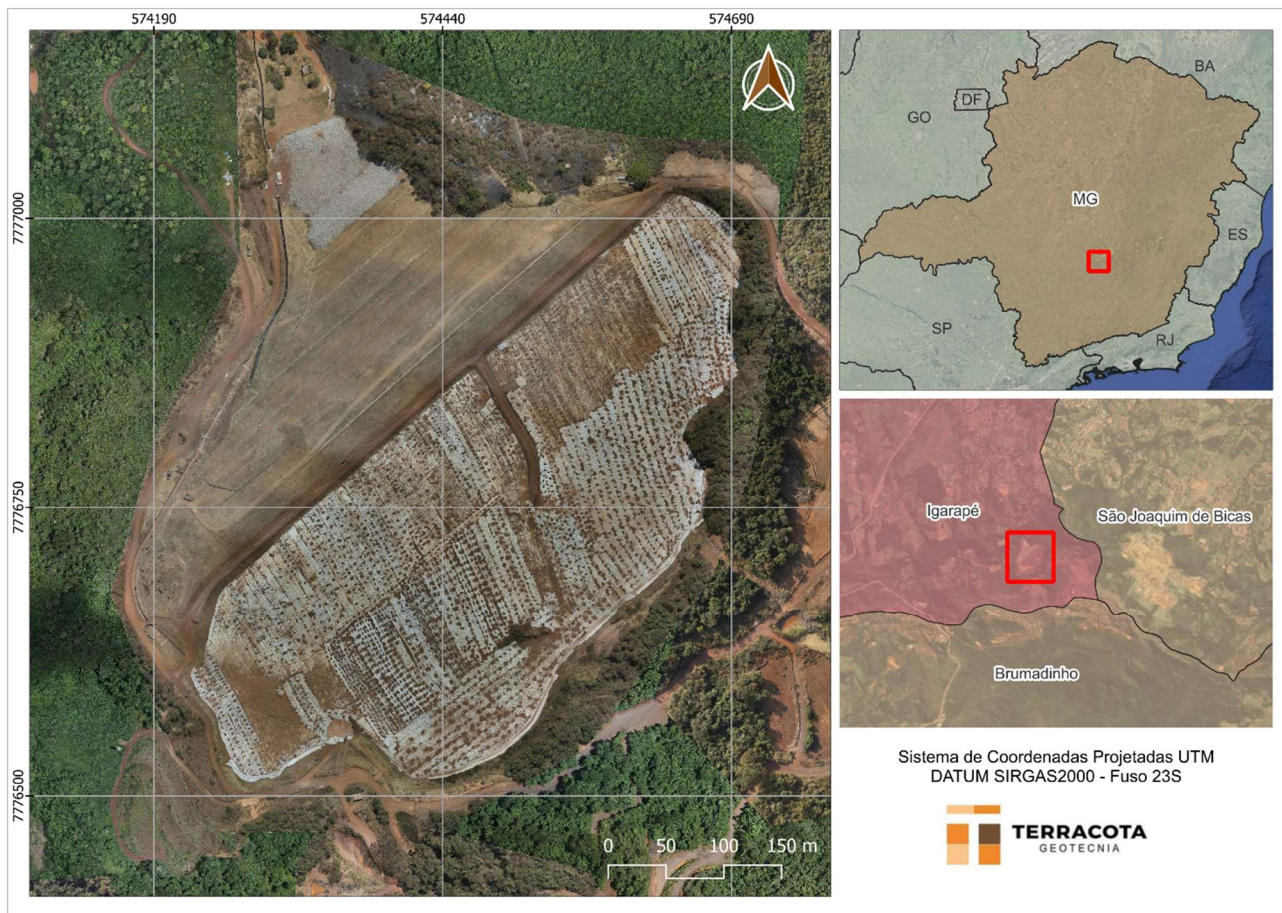 574190
574440
574690
7777000
7776750
7776500
0 50 100 150 m
BA
DF
GO
MG
ES
SP
RJ
Igarapé
São Joaquim de Bicas
Brumadinho
Sistema de Coordenadas Projetadas UTM
DATUM SIRGAS2000 - Fuso 23S
TERRACOTA
GEOTECNIA